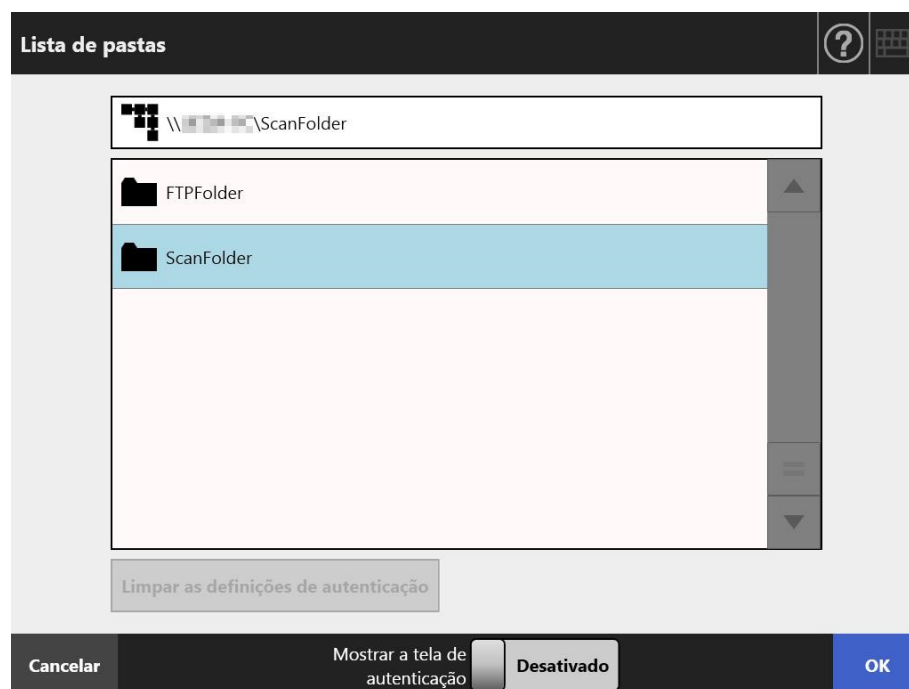 Lista de pastas
?
\\ \ScanFolder
FTPFolder
ScanFolder
Limpar as definições de autenticação
Cancelar
Mostrar a tela de
autenticação
Desativado
OK